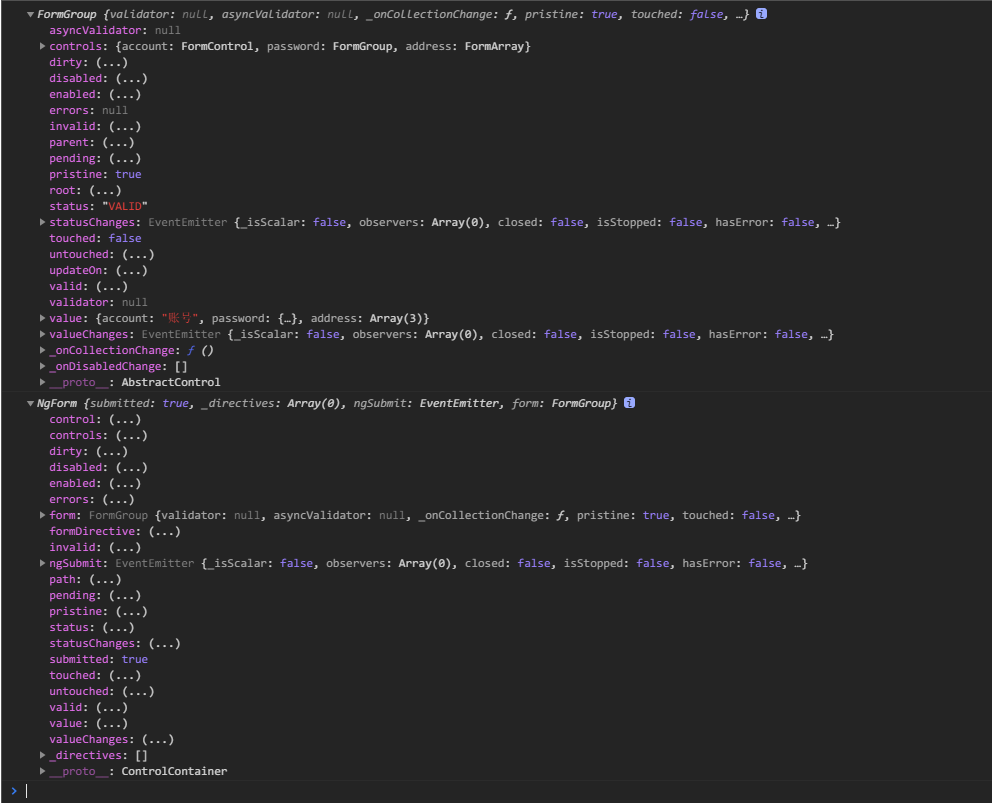 FormGroup {validator: null, asyncValidator: null, _onCollectionChange: ƒ, pristine: true, touched: false, …} i
asyncValidator: null
controls: {account: FormControl, password: FormGroup, address: FormArray}
dirty: (...)
disabled: (...)
enabled: (...)
errors: null
invalid: (...)
parent: (...)
pending: (...)
pristine: true
root: (...)
status: "VALID"
statusChanges: EventEmitter {_isScalar: false, observers: Array(0), closed: false, isStopped: false, hasError: false, …}
touched: false
untouched: (...)
updateOn: (...)
valid: (...)
validator: null
value: {account: "账号", password: {…}, address: Array(3)}
valueChanges: EventEmitter {_isScalar: false, observers: Array(0), closed: false, isStopped: false, hasError: false, …}
_onCollectionChange: ƒ ()
_onDisabledChange: []
__proto__: AbstractControl
NgForm {submitted: true, _directives: Array(0), ngSubmit: EventEmitter, form: FormGroup} i
control: (...)
controls: (...)
dirty: (...)
disabled: (...)
enabled: (...)
errors: (...)
form: FormGroup {validator: null, asyncValidator: null, _onCollectionChange: ƒ, pristine: true, touched: false, …}
formDirective: (...)
invalid: (...)
ngSubmit: EventEmitter {_isScalar: false, observers: Array(0), closed: false, isStopped: false, hasError: false, …}
path: (...)
pending: (...)
pristine: (...)
status: (...)
statusChanges: (...)
submitted: true
touched: (...)
untouched: (...)
valid: (...)
value: (...)
valueChanges: (...)
_directives: []
__proto__: ControlContainer